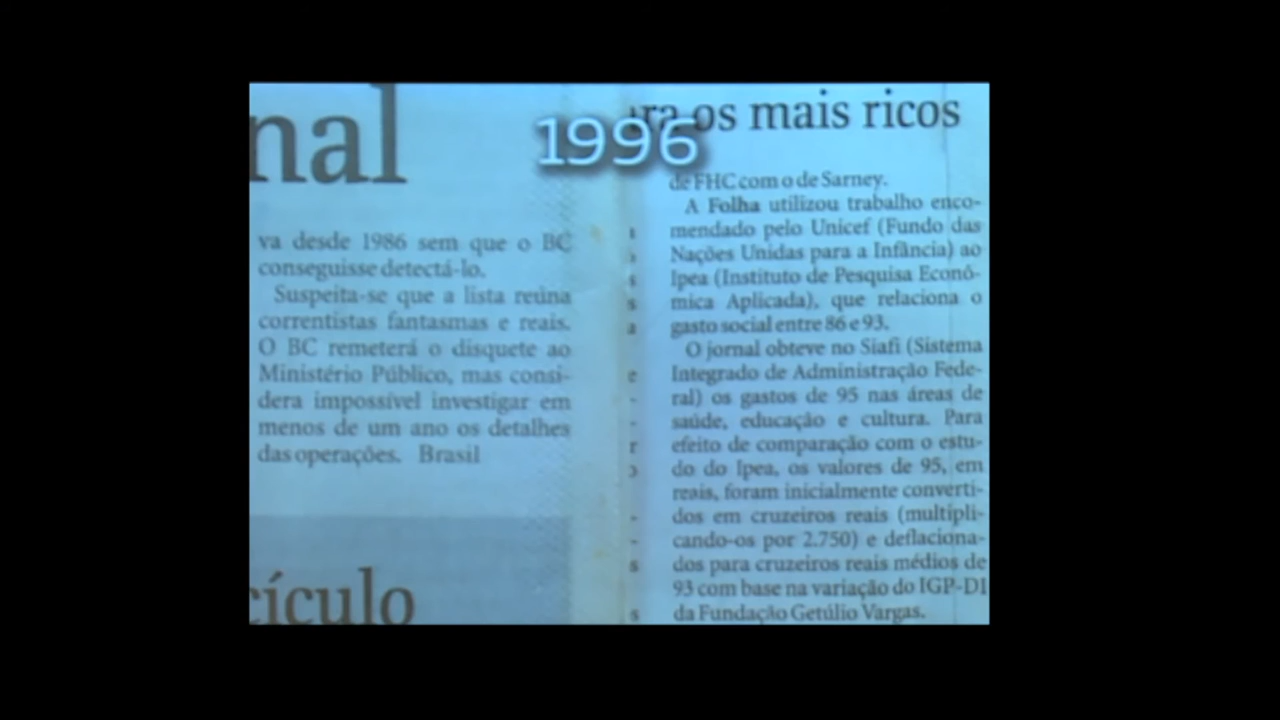 nal
va desde 1986 sem que o BC
conseguisse detectá-lo.
Suspeita-se que a lista reúna
correntistas fantasmas e reais.
O BC remeterá o disquete ao
Ministério Público, mas consi-
dera impossível investigar em
menos de um ano os detalhes
das operações. Brasil
cículo
1996
ra os mais ricos
de FHC com o de Sarney.
A Folha utilizou trabalho enco-
mendado pelo Unicef (Fundo das
Nações Unidas para a Infância) ao
Ipea (Instituto de Pesquisa Econô-
mica Aplicada), que relaciona o
gasto social entre 86 e 93.
O jornal obteve no Siafi (Sistema
Integrado de Administração Fede-
ral) os gastos de 95 nas áreas de
saúde, educação e cultura. Para
efeito de comparação com o estu-
do do Ipea, os valores de 95, em
reais, foram inicialmente converti-
dos em cruzeiros reais (multipli-
cando-os por 2.750) e deflaciona-
dos para cruzeiros reais médios de
93 com base na variação do IGP-DI
da Fundação Getúlio Vargas.